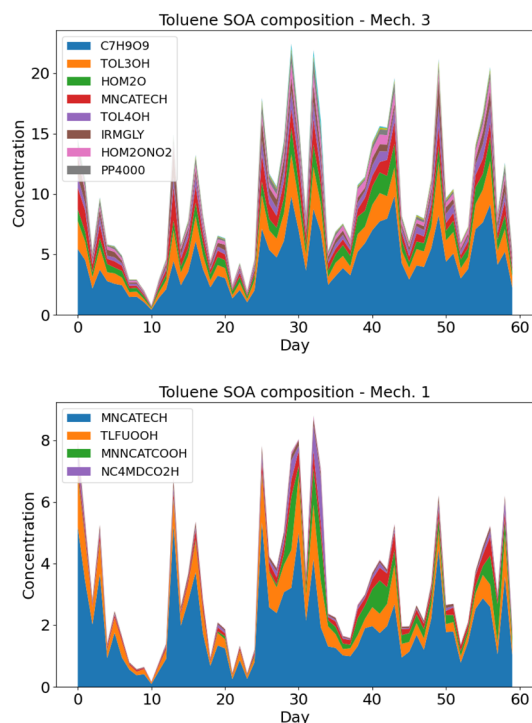 Toluene SOA composition - Mech. 3
C7H9O9
TOL3OH
HOM2O
MNCATECH
TOL4OH
IRMGLY
HOM2ONO2
PP4000
Concentration
20
15
10
5
0
0 10 20 30 40 50 60
Day
Toluene SOA composition - Mech. 1
MNCATECH
TLFUOOH
MNNCATCOOH
NC4MDCO2H
Concentration
8
6
4
2
0
0 10 20 30 40 50 60
Day